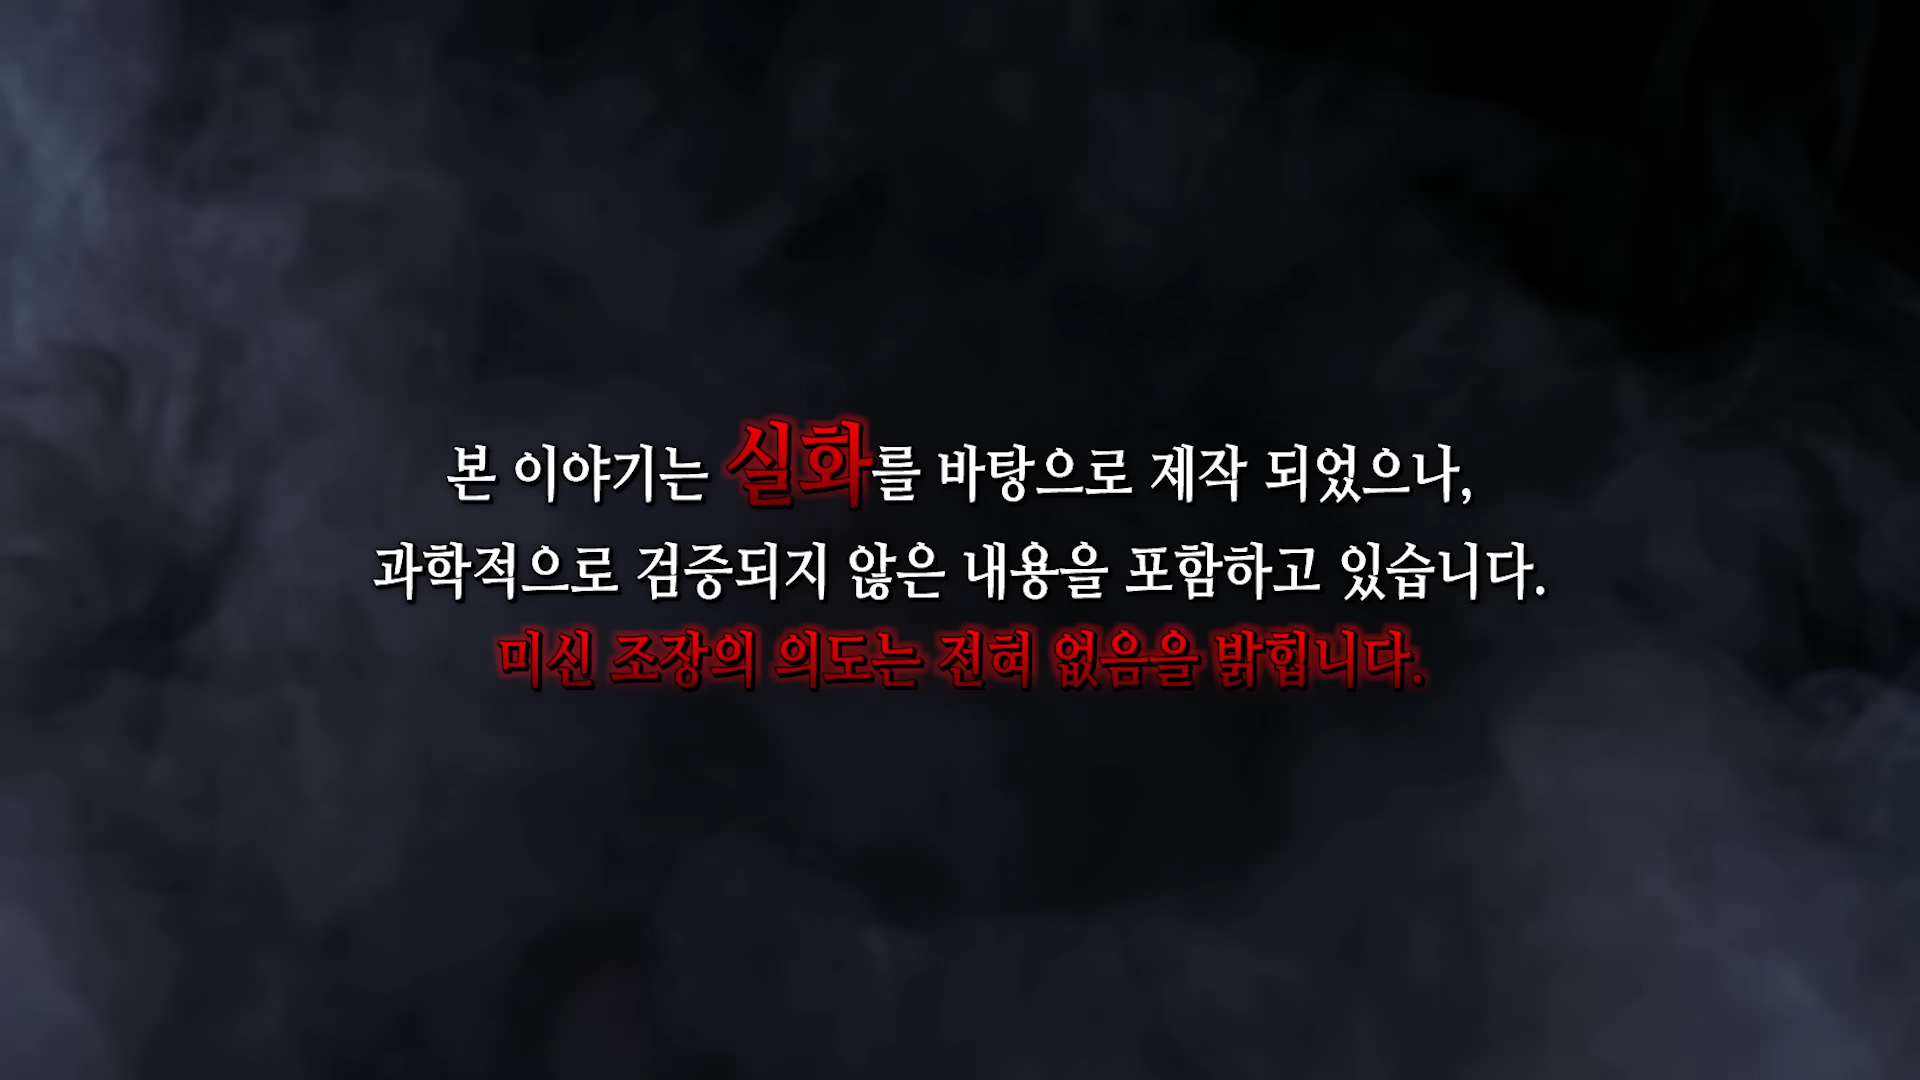 본 이야기는 실화를 바탕으로 제작 되었으나,
과학적으로 검증되지 않은 내용을 포함하고 있습니다.
미신 조장의 의도는 전혀 없음을 밝힙니다.